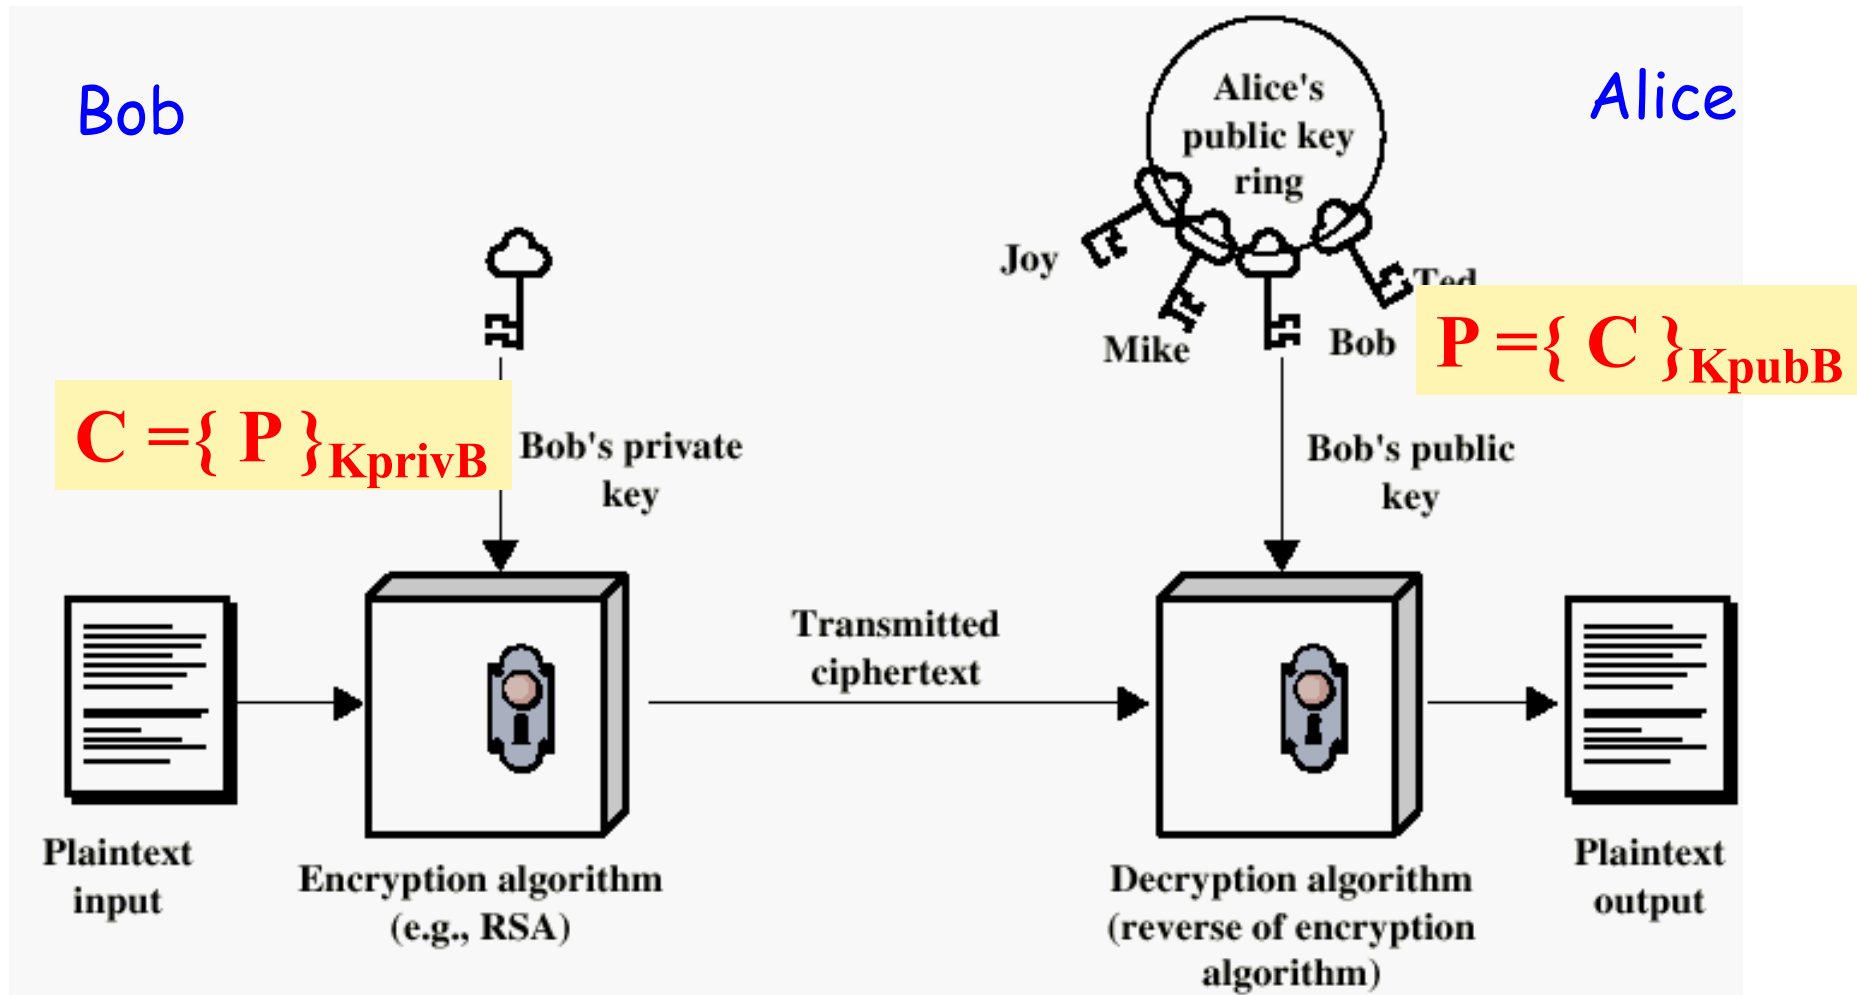 Bob
Alice
Alice's
public key
ring
Joy
Mike
Bob
Ted
P ={ C }KpubB
C ={ P }KprivB
Bob's private
key
Bob's public
key
Transmitted
ciphertext
Plaintext
input
Encryption algorithm
(e.g., RSA)
Decryption algorithm
(reverse of encryption
algorithm)
Plaintext
output